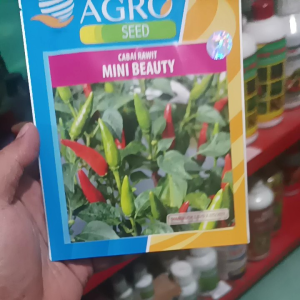 AGRO
SEED
CABAI RAWIT
MINI BEAUTY